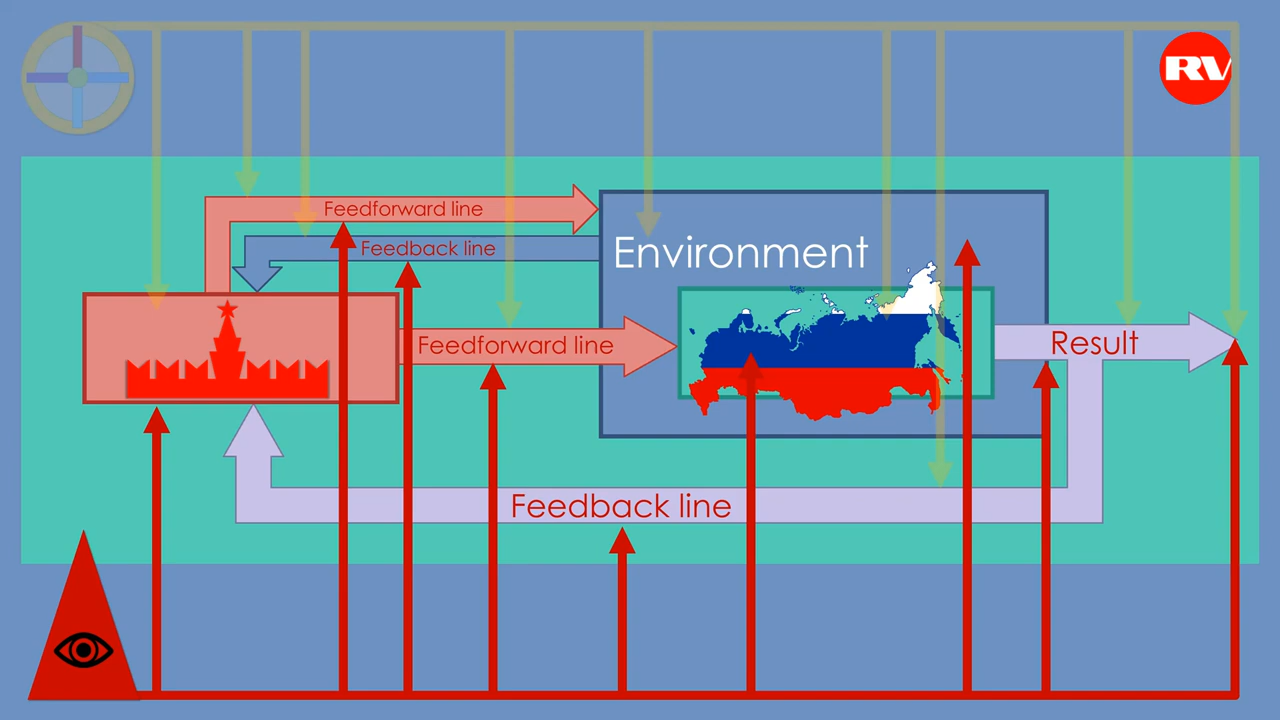 RV
Feedforward line
Feedback line
Environment
Feedforward line
Result
Feedback line